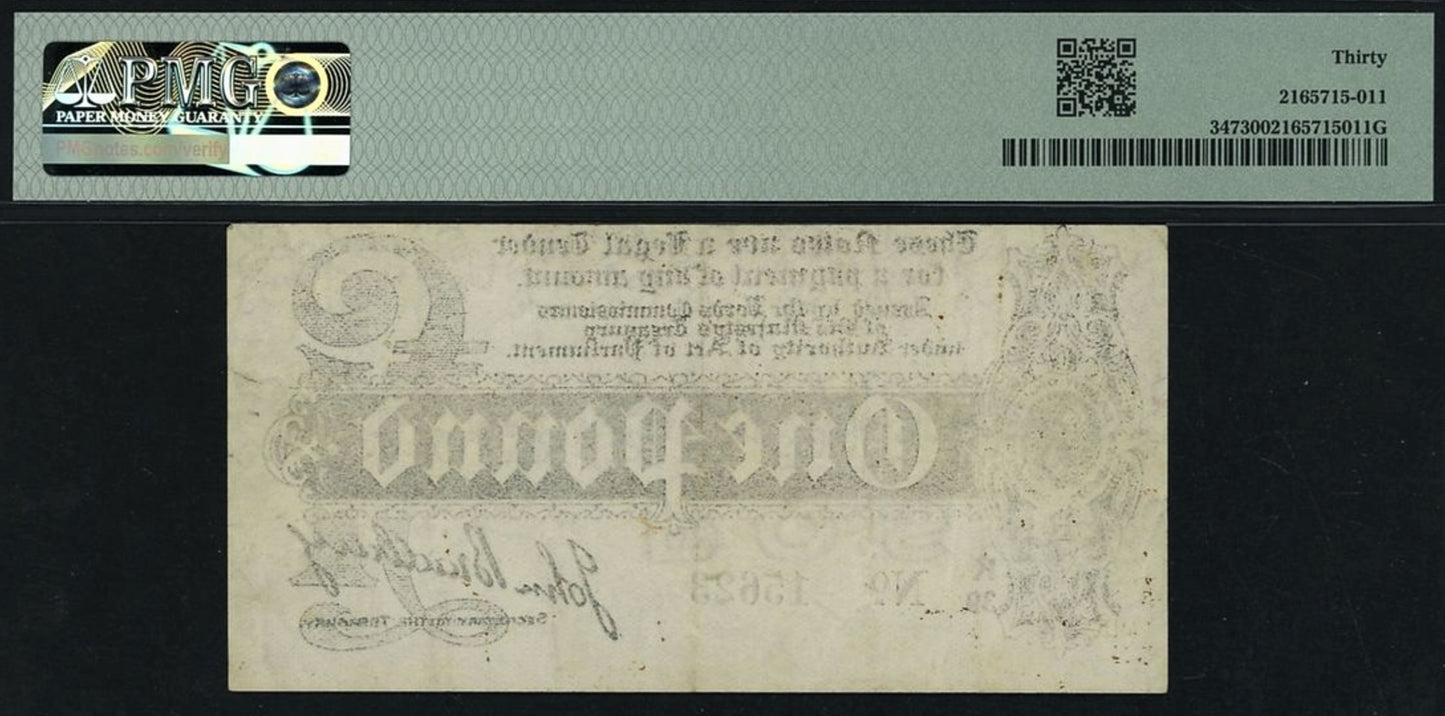 PMG
PAPER MONEY GUARANTY
PMGnotes.com/verify
Thirty
2165715-011
3473002165715011G
These Notes are a Legal Tender
for a payment of any amount.
Issued by the Lords Commissioners
of His Majesty's Treasury
under Authority of Act of Parliament.
One Pound
Nº 15623
John Bradbury
SECRETARY TO THE TREASURY.